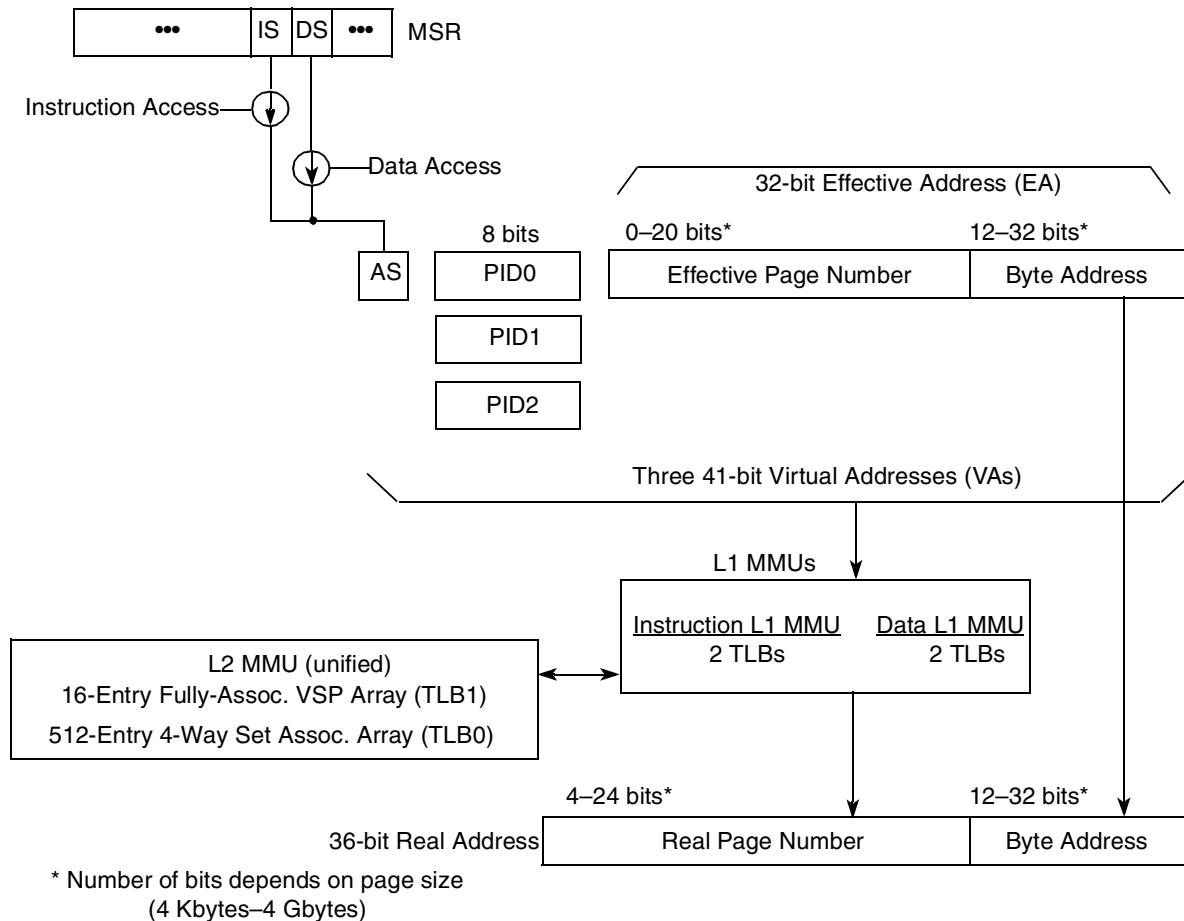 ••• IS DS ••• MSR
Instruction Access
Data Access
32-bit Effective Address (EA)
8 bits 0–20 bits* 12–32 bits*
AS PID0 Effective Page Number Byte Address
PID1
PID2
Three 41-bit Virtual Addresses (VAs)
L1 MMUs
Instruction L1 MMU Data L1 MMU
2 TLBs 2 TLBs
L2 MMU (unified)
16-Entry Fully-Assoc. VSP Array (TLB1)
512-Entry 4-Way Set Assoc. Array (TLB0)
4–24 bits* 12–32 bits*
36-bit Real Address Real Page Number Byte Address
* Number of bits depends on page size
(4 Kbytes–4 Gbytes)